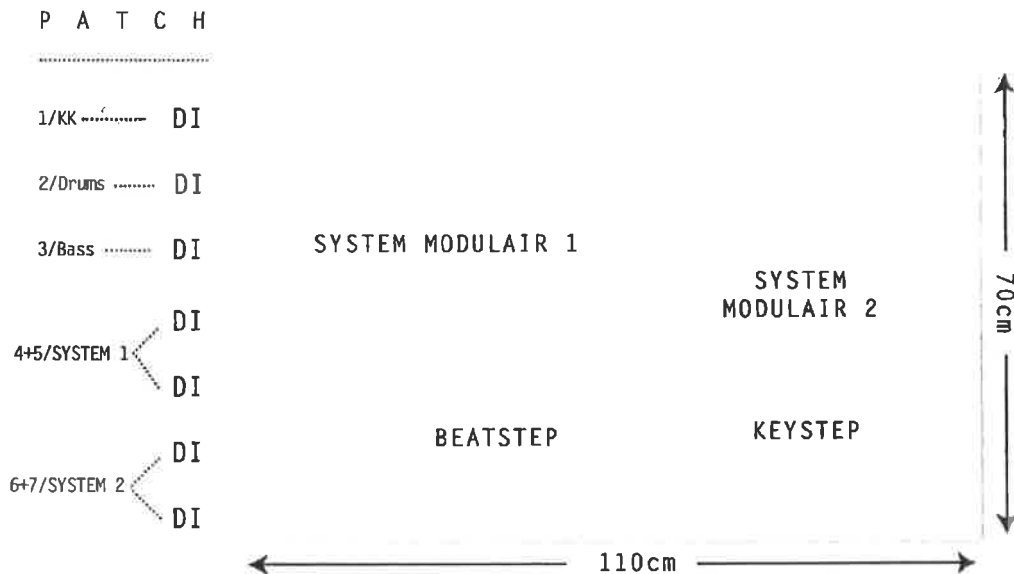 P A T C H
1/KK DI
2/Drums DI
3/Bass DI
DI
4+5/SYSTEM 1
DI
DI
6+7/SYSTEM 2
DI
SYSTEM MODULAIR 1
SYSTEM
MODULAIR 2
BEATSTEP
KEYSTEP
70cm
110cm